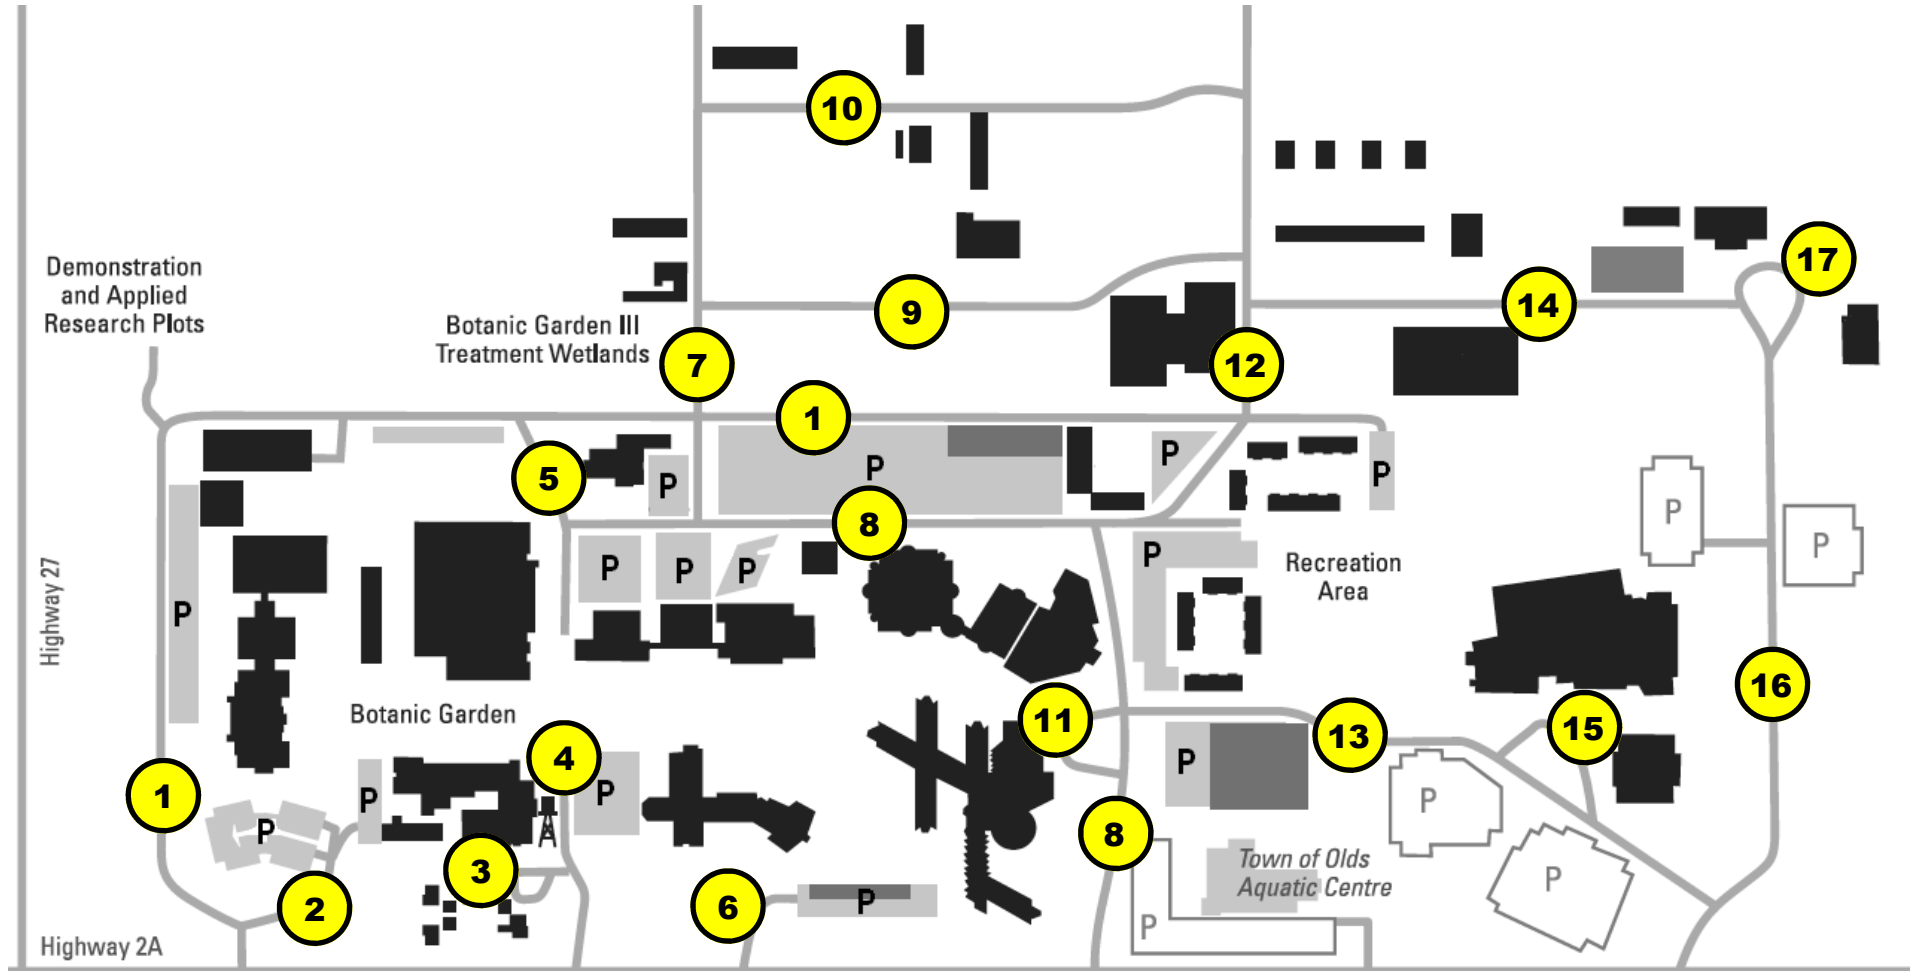 10
17
Demonstration
and Applied
Research Plots
14
9
Botanic Garden III
Treatment Wetlands
7
12
1
P
P
P
5
P
P
8
P
P
P
P
P
P
Recreation
Area
Highway 27
P
16
Botanic Garden
11
15
13
4
P
P
1
P
P
P
8
P
3
Town of Olds
Aquatic Centre
P
2
6
P
P
Highway 2A